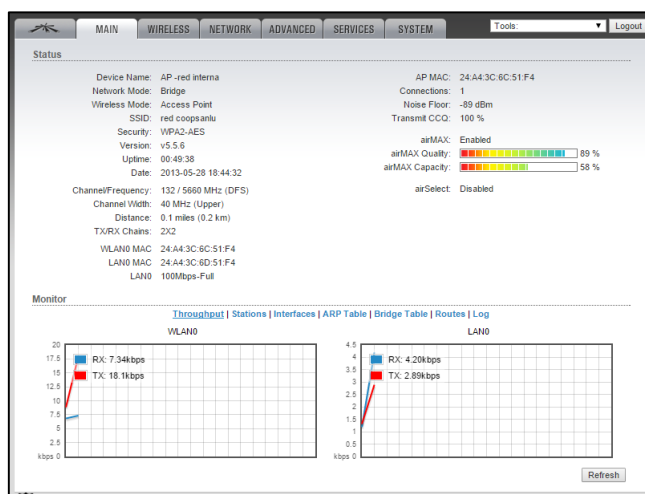 MAIN WIRELESS NETWORK ADVANCED SERVICES SYSTEM Tools: Logout
Status
Device Name: AP -red interna
Network Mode: Bridge
Wireless Mode: Access Point
SSID: red coopsanlu
Security: WPA2-AES
Version: v5.5.6
Uptime: 00:49:38
Date: 2013-05-28 18:44:32
Channel/Frequency: 132 / 5660 MHz (DFS)
Channel Width: 40 MHz (Upper)
Distance: 0.1 miles (0.2 km)
TX/RX Chains: 2X2
WLAN0 MAC 24:A4:3C:6C:51:F4
LAN0 MAC 24:A4:3C:6D:51:F4
LAN0 100Mbps-Full
AP MAC: 24:A4:3C:6C:51:F4
Connections: 1
Noise Floor: -89 dBm
Transmit CCQ: 100 %
airMAX: Enabled
airMAX Quality: 89 %
airMAX Capacity: 58 %
airSelect: Disabled
Monitor
Throughput | Stations | Interfaces | ARP Table | Bridge Table | Routes | Log
WLAN0
20
17.5
15
12.5
10
7.5
5
2.5
kbps 0
RX: 7.34kbps
TX: 18.1kbps
LAN0
4.5
4
3.5
3
2.5
2
1.5
1
0.5
kbps 0
RX: 4.20kbps
TX: 2.89kbps
Refresh